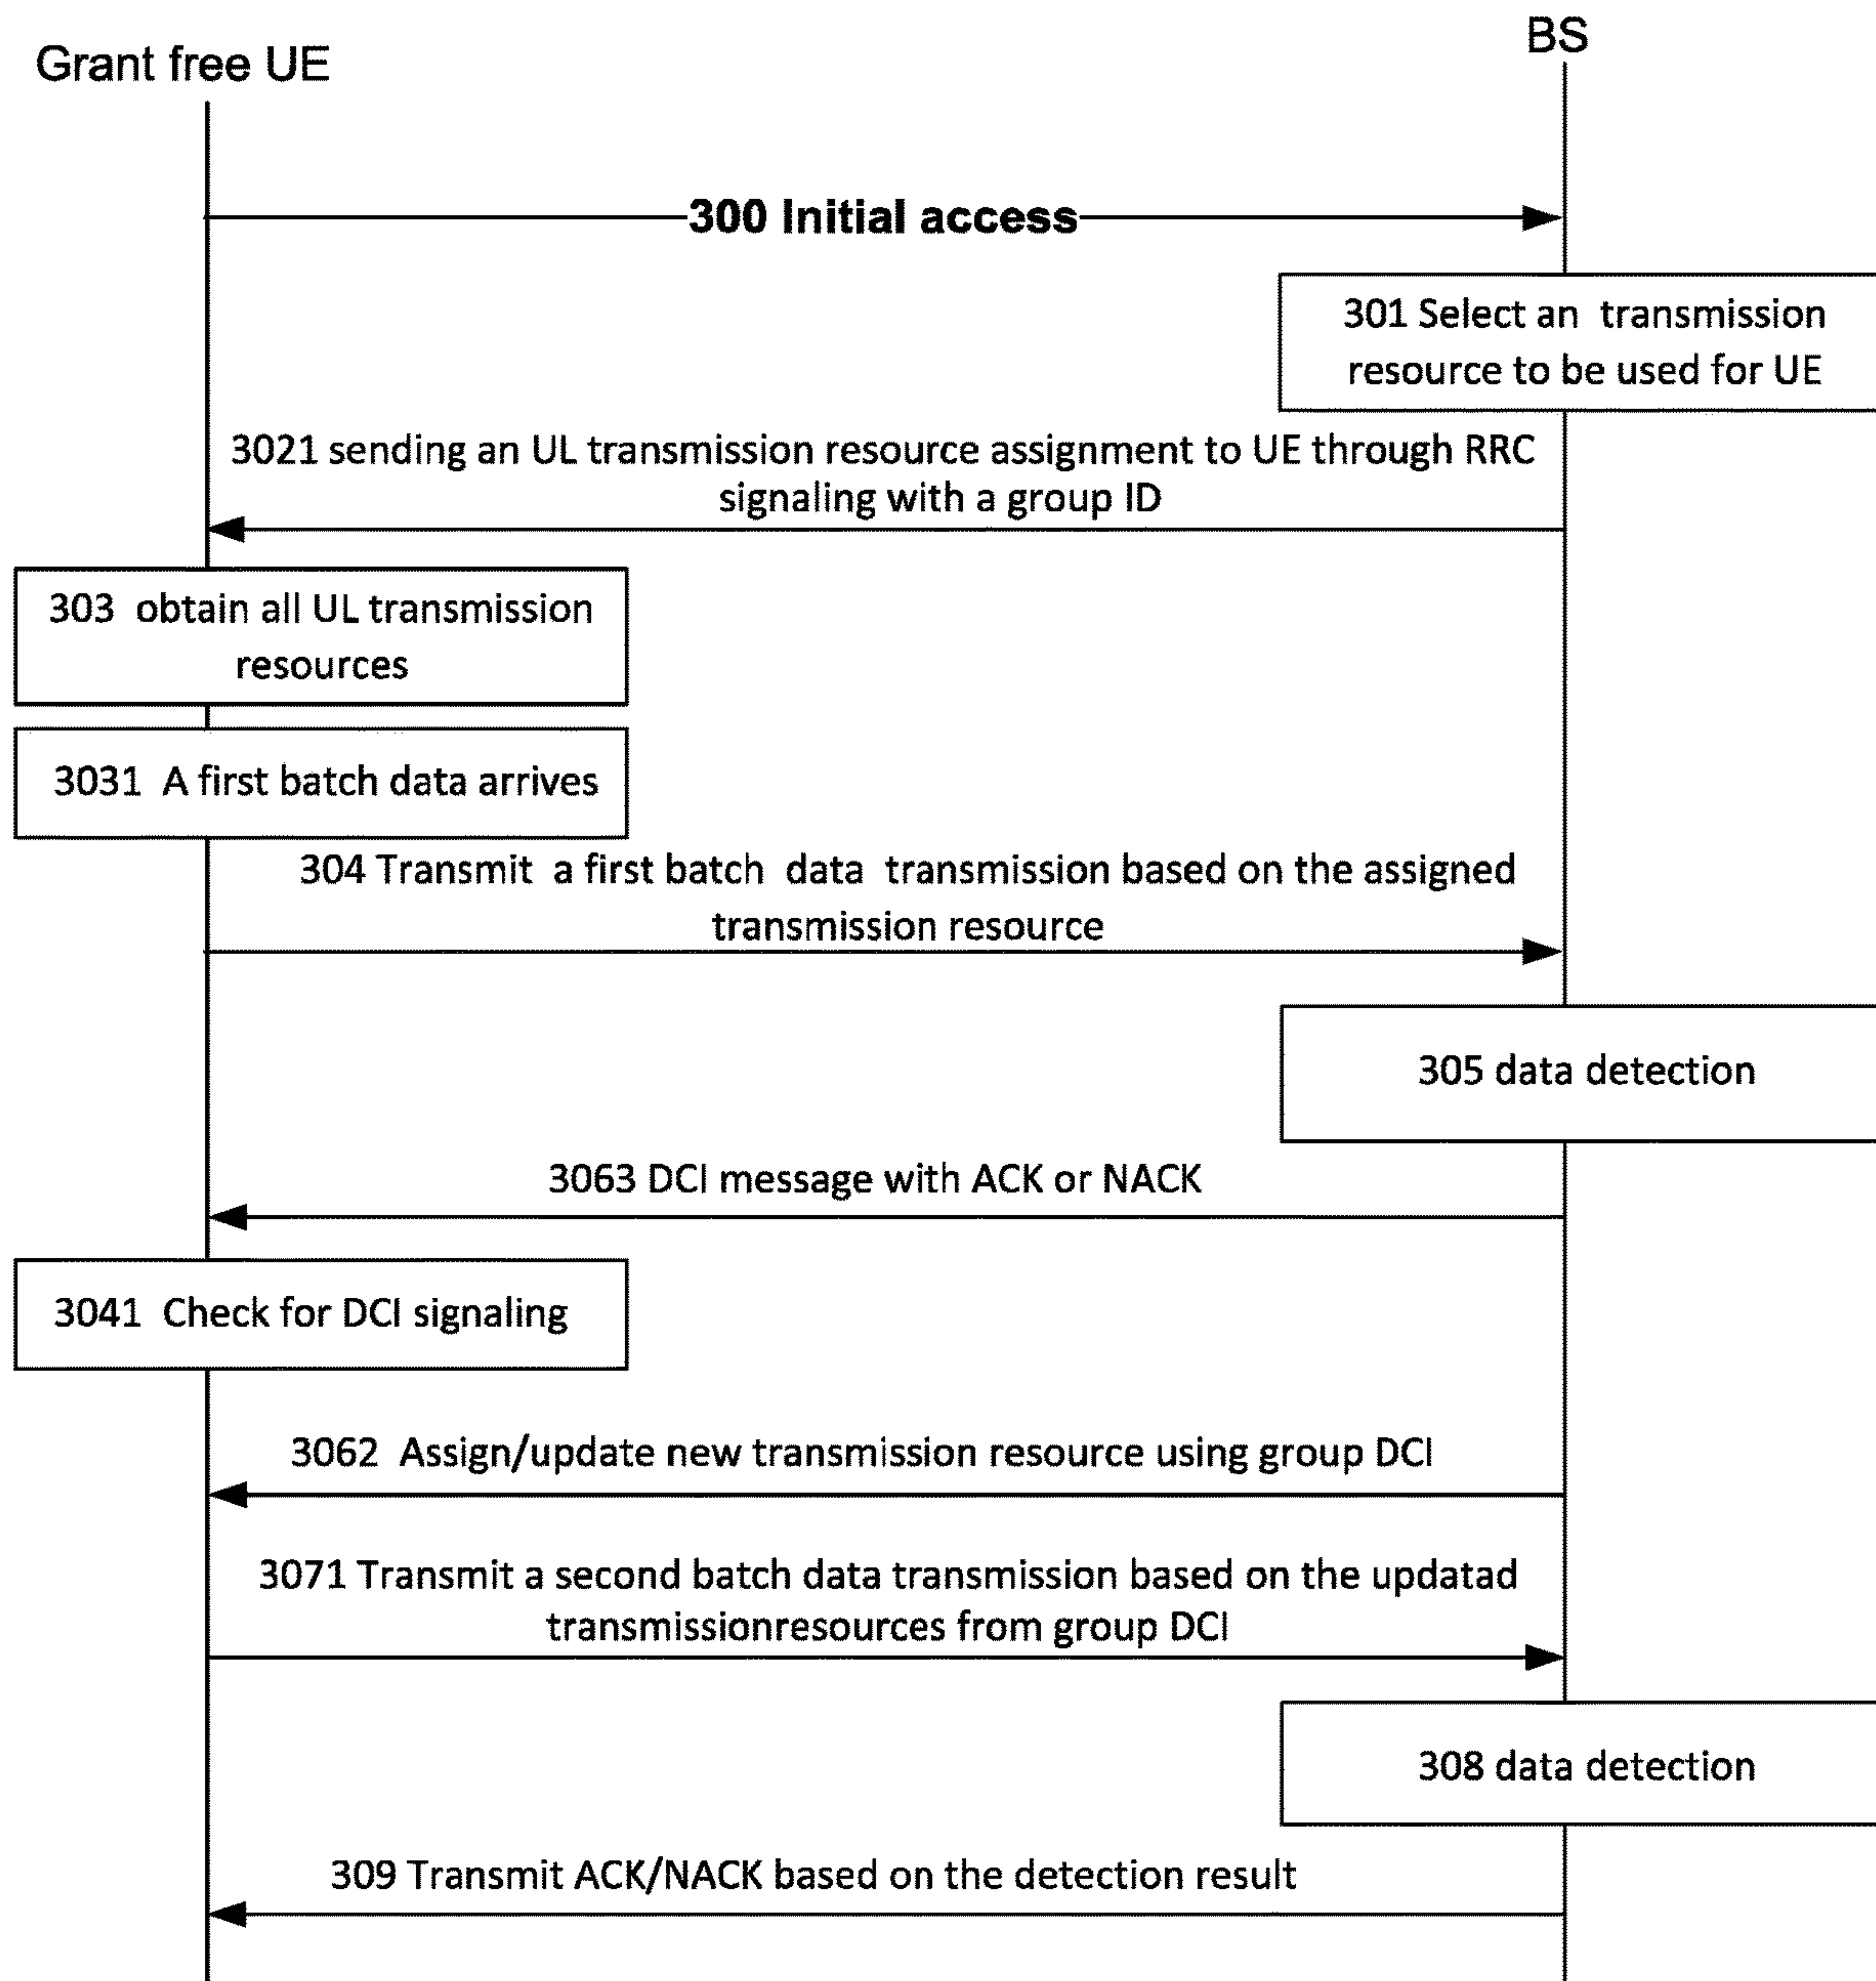 Grant free UE
BS
300 Initial access
301 Select an transmission
resource to be used for UE
3021 sending an UL transmission resource assignment to UE through RRC
signaling with a group ID
303 obtain all UL transmission
resources
3031 A first batch data arrives
304 Transmit a first batch data transmission based on the assigned
transmission resource
305 data detection
3063 DCI message with ACK or NACK
3041 Check for DCI signaling
3062 Assign/update new transmission resource using group DCI
3071 Transmit a second batch data transmission based on the updatad
transmissionresources from group DCI
308 data detection
309 Transmit ACK/NACK based on the detection result